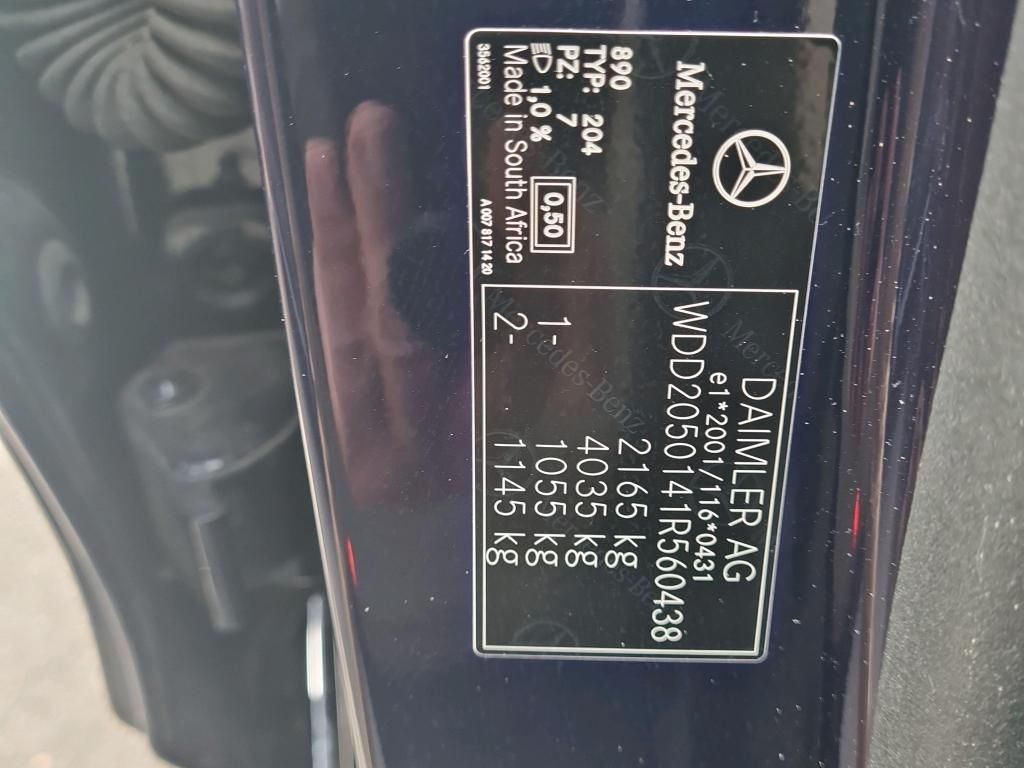 Mercedes-Benz
890
TYP: 204
PZ: 7
1,0 %
0,50
Made in South Africa
3562001
A 007 817 14 20
DAIMLER AG
e1*2001/116*0431
WDD2050141R560438
2165 kg
4035 kg
1- 1055 kg
2- 1145 kg